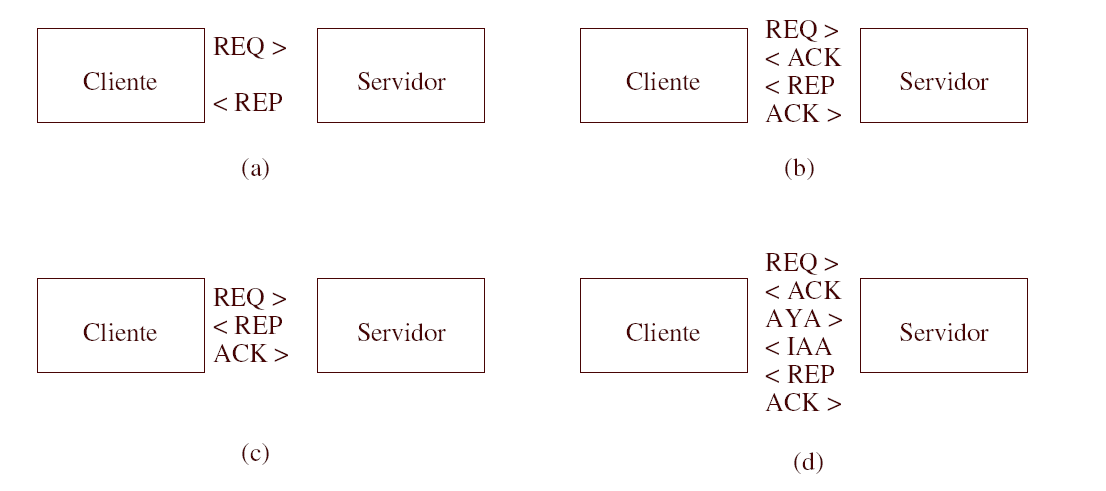 Cliente
REQ >
< REP
Servidor
(a)
Cliente
REQ >
< ACK
< REP
ACK >
Servidor
(b)
Cliente
REQ >
< REP
ACK >
Servidor
(c)
Cliente
REQ >
< ACK
AYA >
< IAA
< REP
ACK >
Servidor
(d)